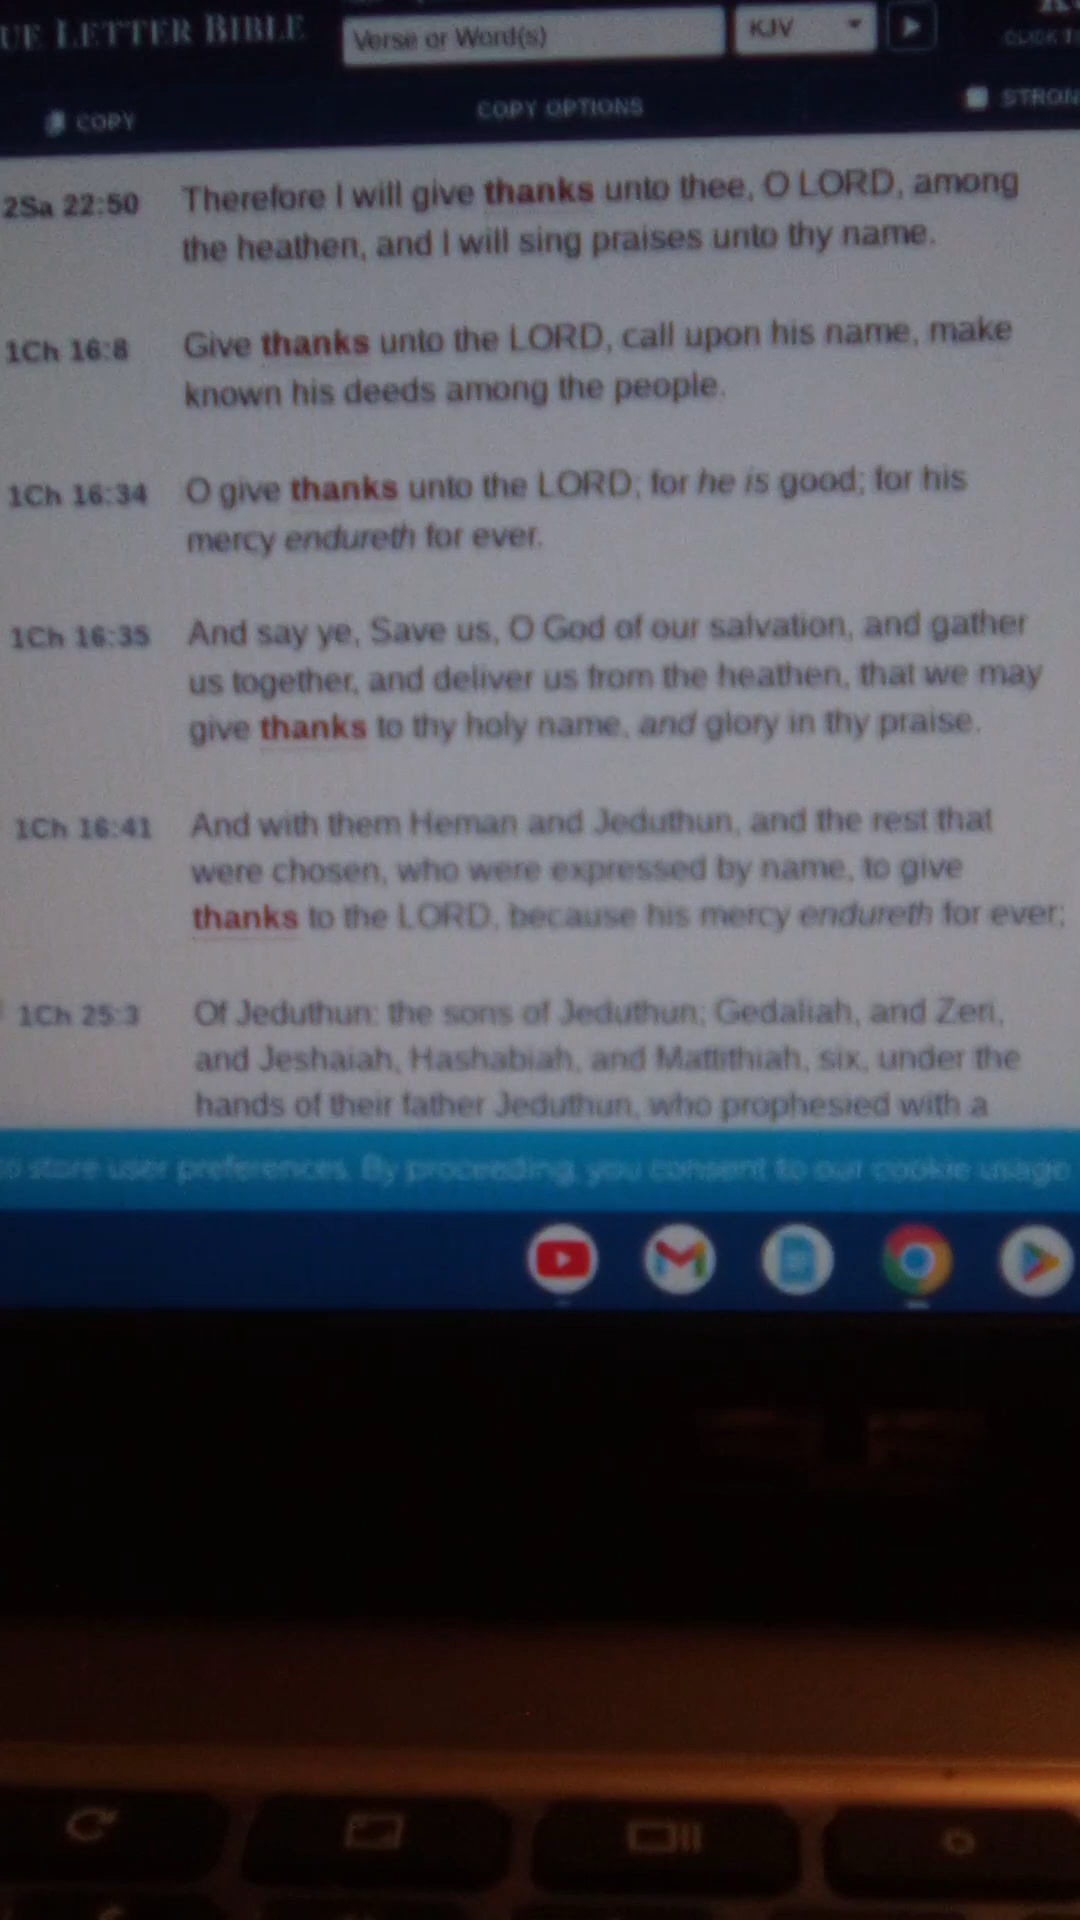 UE LETTER BIBLE
Verse or Word(s)
KJV
CLICK T
COPY
COPY OPTIONS
STRON
2Sa 22:50 Therefore I will give thanks unto thee, O LORD, among
the heathen, and I will sing praises unto thy name.
1Ch 16:8 Give thanks unto the LORD, call upon his name, make
known his deeds among the people.
1Ch 16:34 O give thanks unto the LORD; for he is good; for his
mercy endureth for ever.
1Ch 16:35 And say ye, Save us, O God of our salvation, and gather
us together, and deliver us from the heathen, that we may
give thanks to thy holy name, and glory in thy praise.
1Ch 16:41 And with them Heman and Jeduthun, and the rest that
were chosen, who were expressed by name, to give
thanks to the LORD, because his mercy endureth for ever;
1Ch 25:3 Of Jeduthun: the sons of Jeduthun; Gedaliah, and Zeri,
and Jeshaiah, Hashabiah, and Mattithiah, six, under the
hands of their father Jeduthun, who prophesied with a
o store user preferences. By proceeding, you consent to our cookie usage